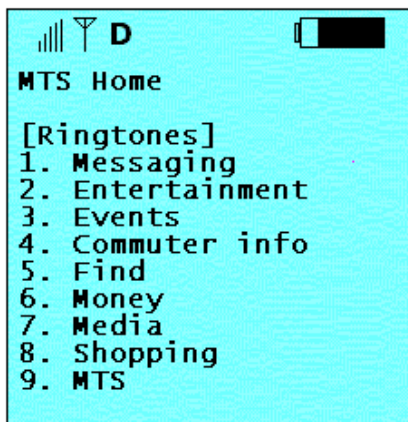 D
MTS Home
[Ringtones]
1. Messaging
2. Entertainment
3. Events
4. Commuter info
5. Find
6. Money
7. Media
8. Shopping
9. MTS